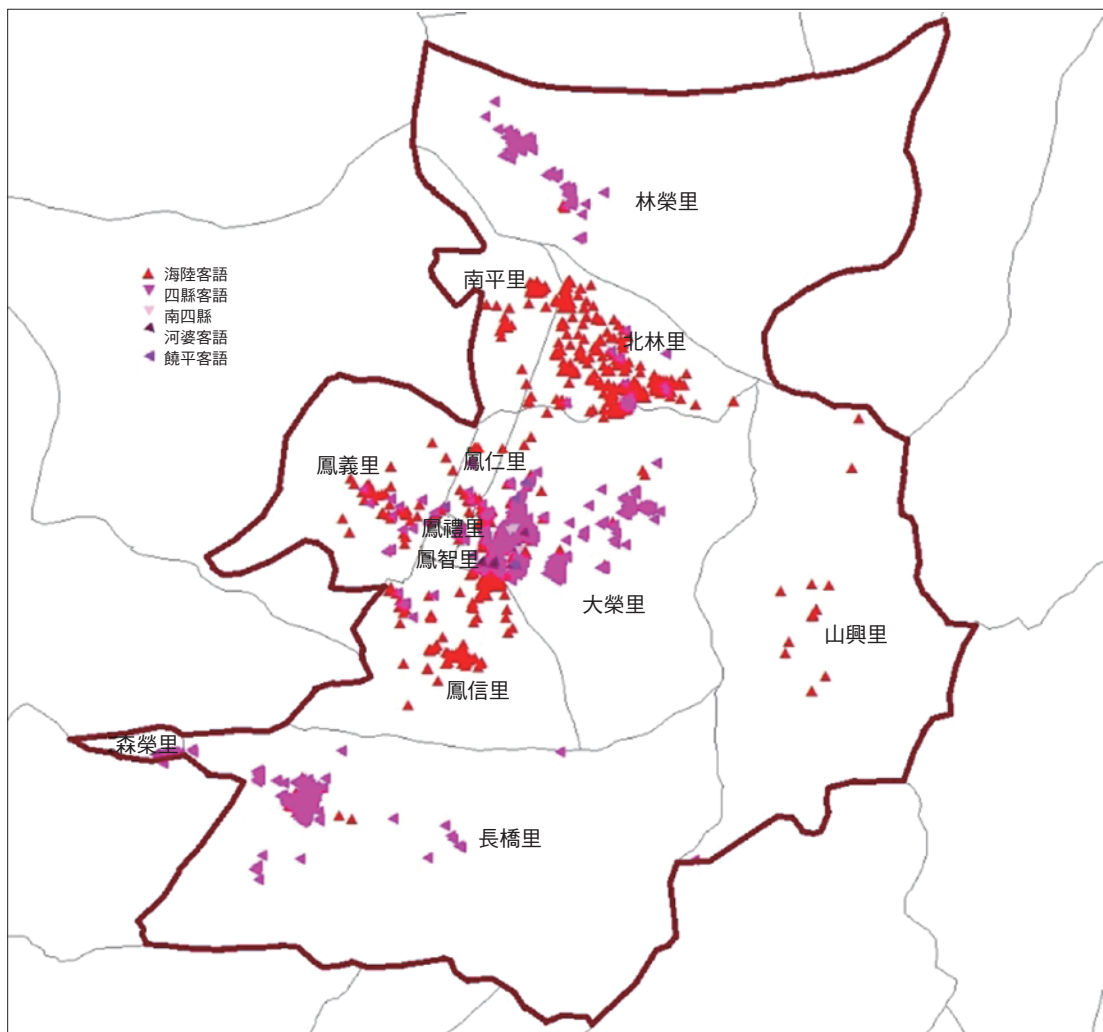 林榮里
南平里
海陸客語
四縣客語
南四縣
河婆客語
饒平客語
北林里
鳳仁里
鳳義里
鳳禮里
鳳智里
大榮里
山興里
鳳信里
森榮里
長橋里